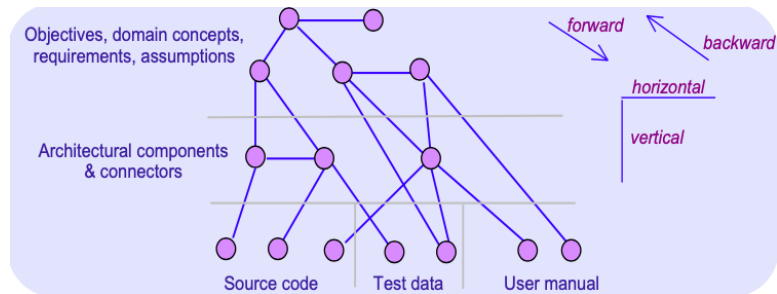 Objectives, domain concepts,
requirements, assumptions
forward
backward
horizontal
vertical
Architectural components
& connectors
Source code
Test data
User manual